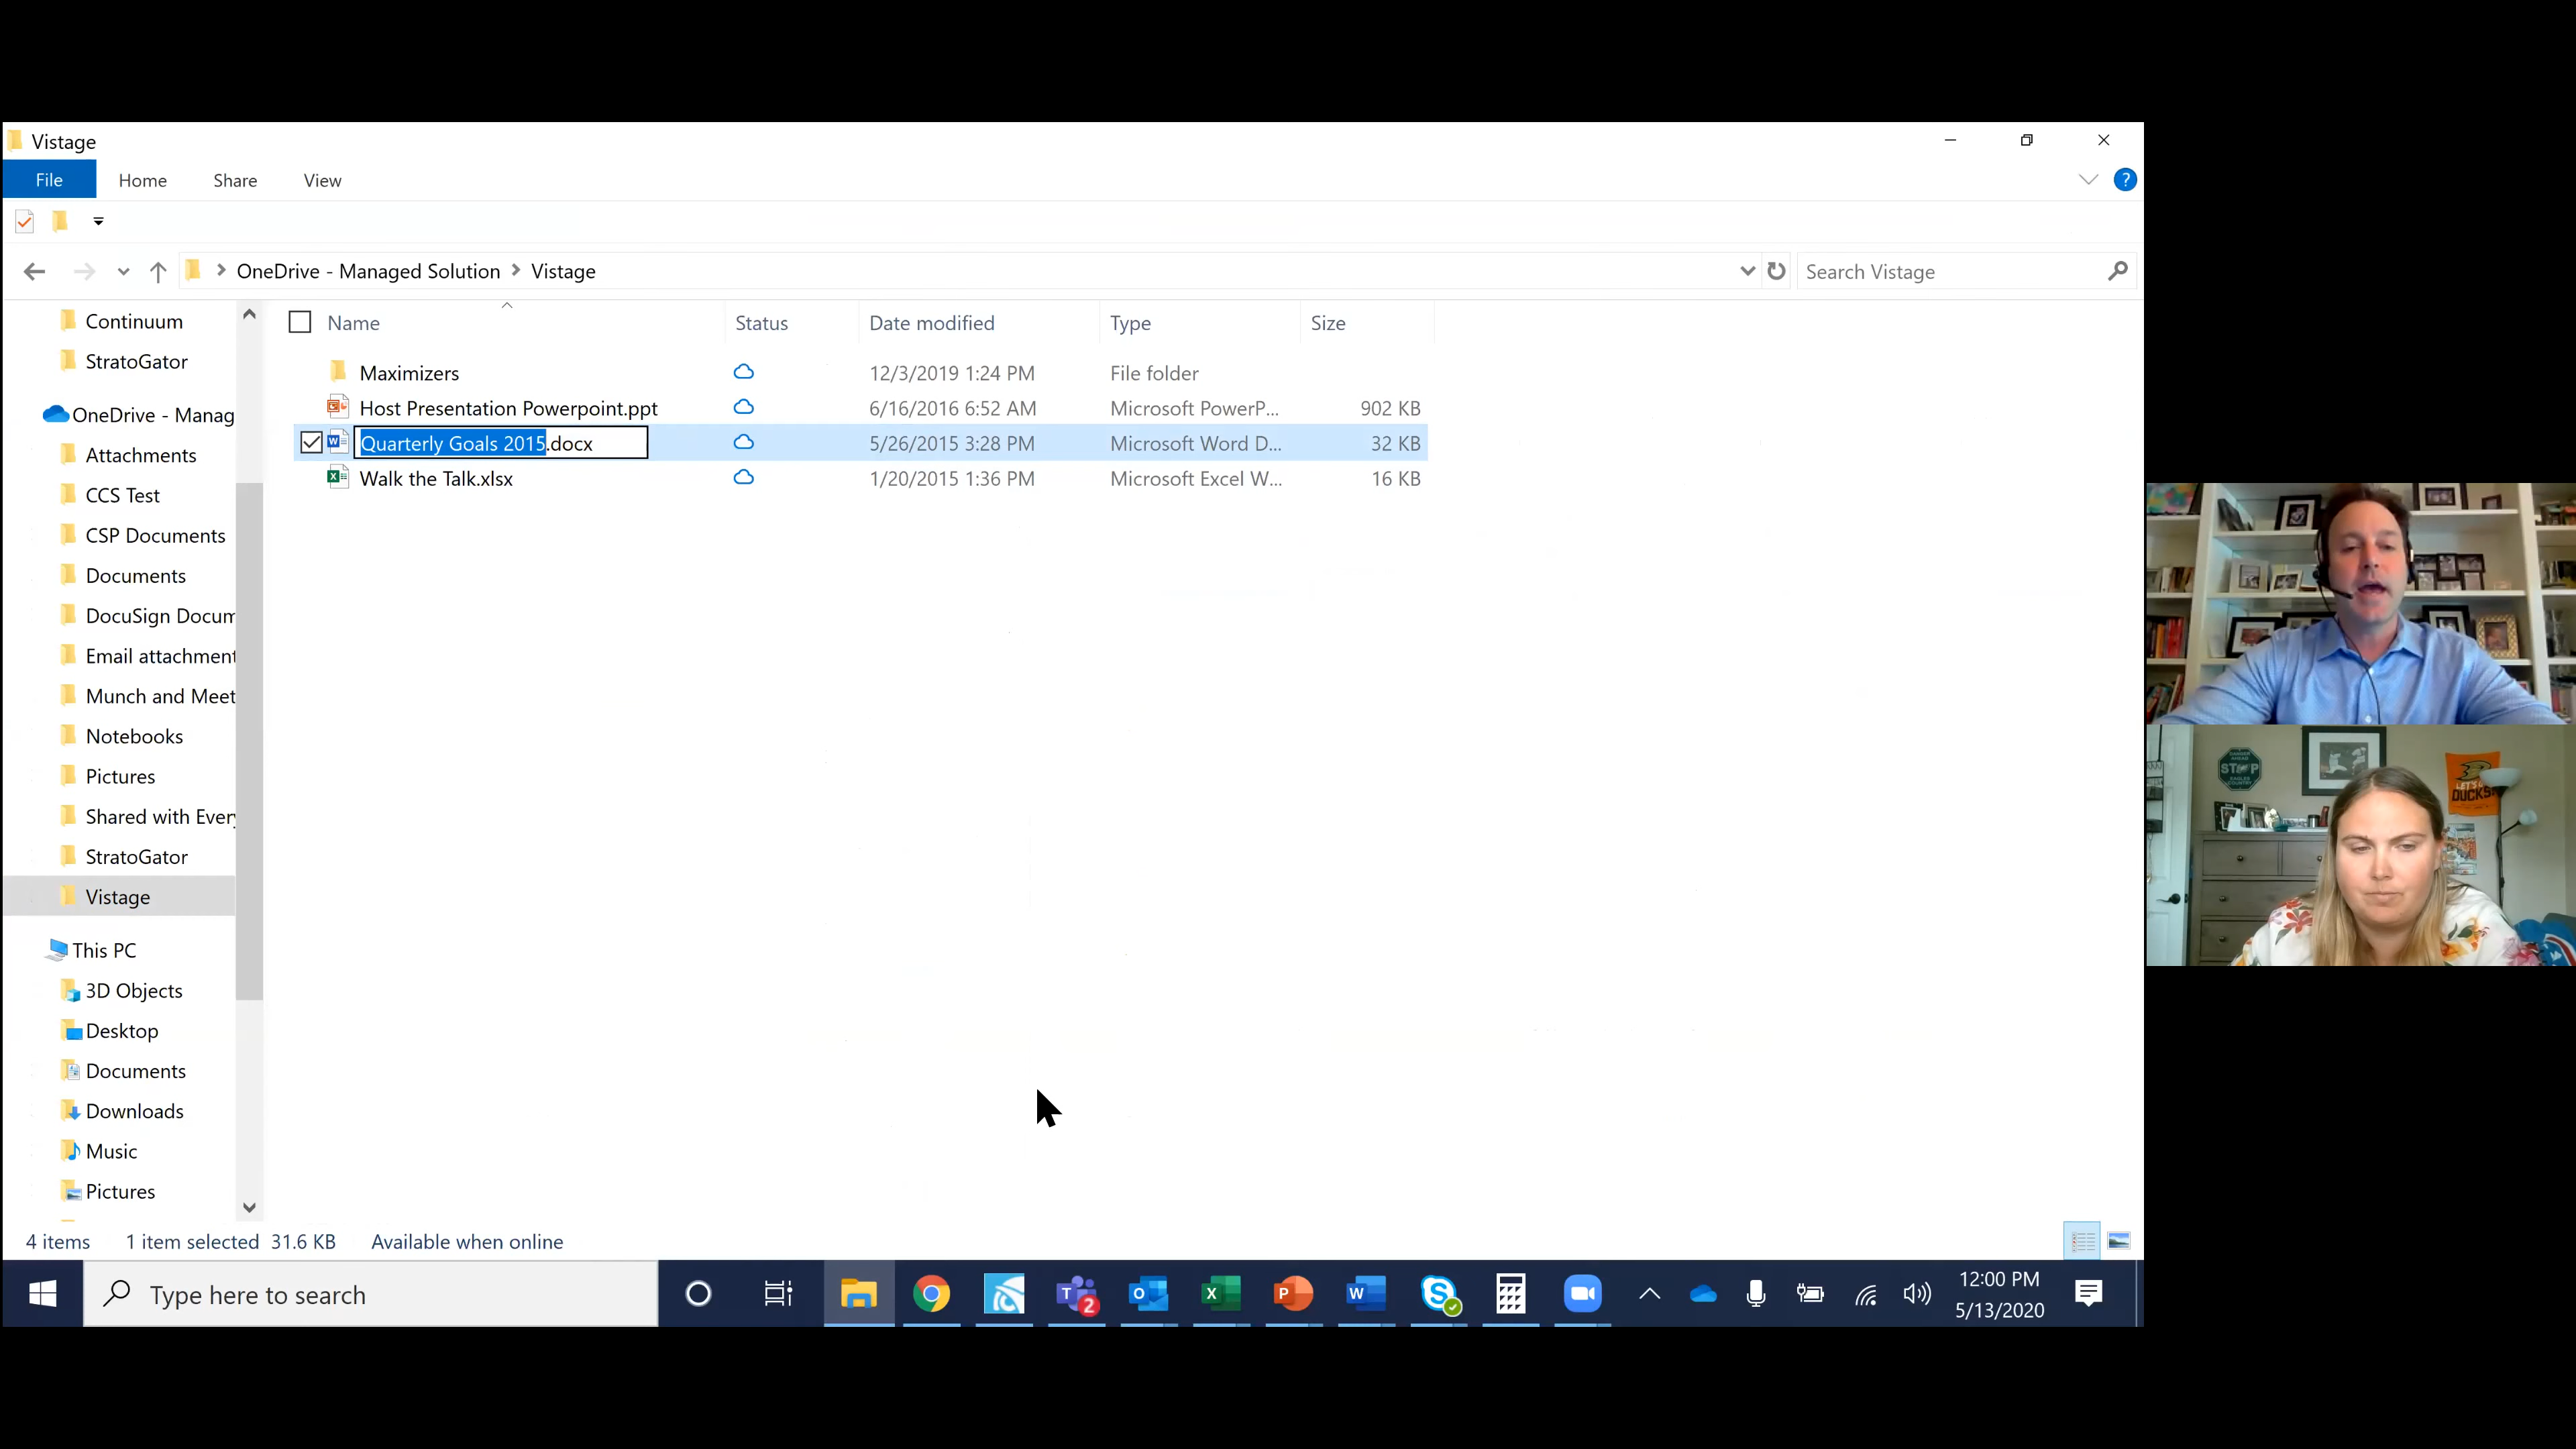 Vistage
File Home Share View
OneDrive - Managed Solution Vistage
Search Vistage
Continuum
StratoGator
OneDrive - Manag
Attachments
CCS Test
CSP Documents
Documents
DocuSign Docum
Email attachment
Munch and Meet
Notebooks
Pictures
Shared with Every
StratoGator
Vistage
This PC
3D Objects
Desktop
Documents
Downloads
Music
Pictures
Name Status Date modified Type Size
Maximizers 12/3/2019 1:24 PM File folder
Host Presentation Powerpoint.ppt 6/16/2016 6:52 AM Microsoft PowerP... 902 KB
Quarterly Goals 2015.docx 5/26/2015 3:28 PM Microsoft Word D... 32 KB
Walk the Talk.xlsx 1/20/2015 1:36 PM Microsoft Excel W... 16 KB
4 items 1 item selected 31.6 KB Available when online
Type here to search
2
12:00 PM
5/13/2020
STOP
LET'S
DUCKS